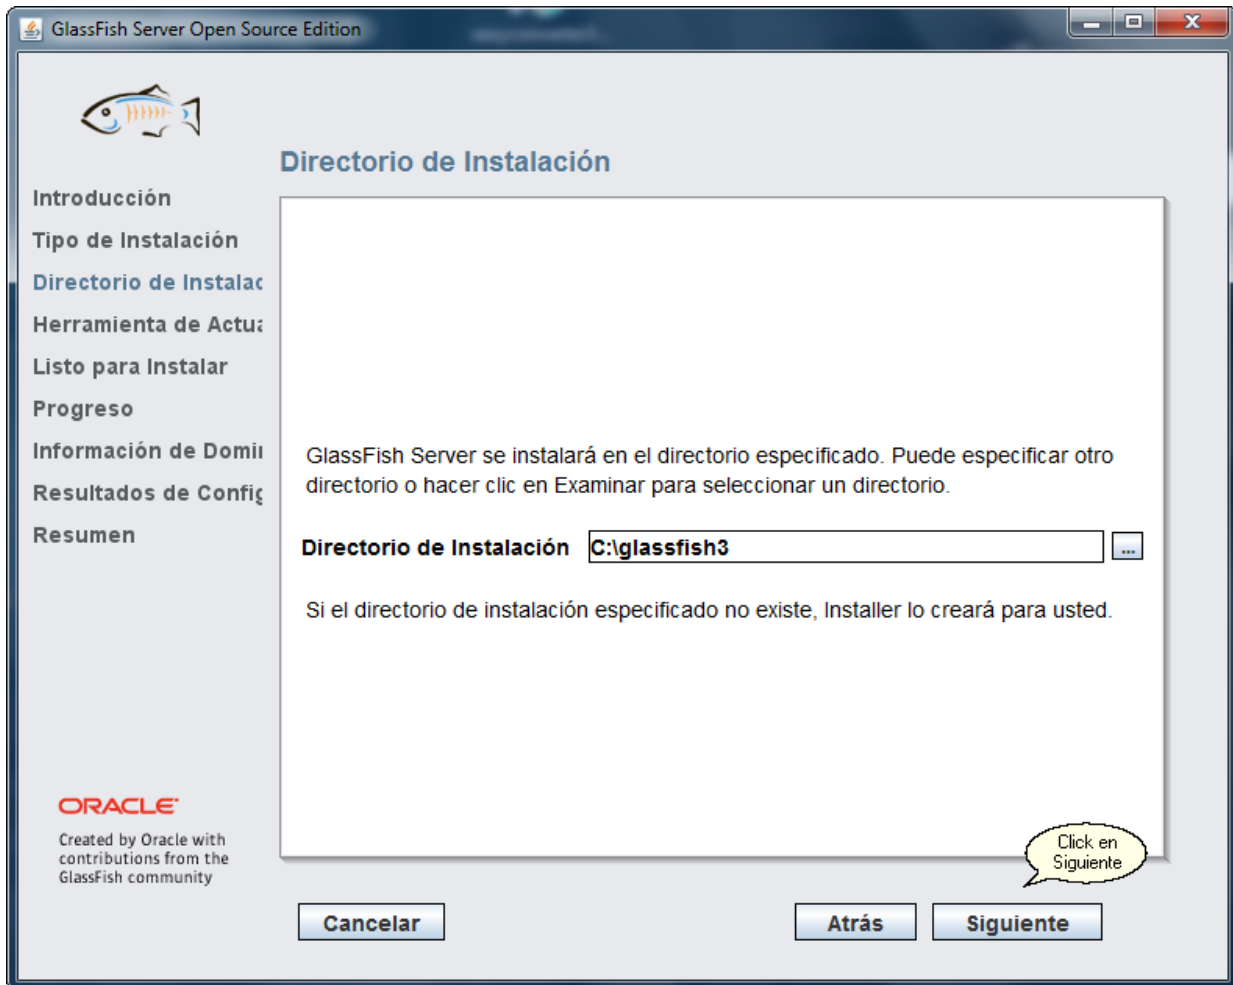 GlassFish Server Open Source Edition
Directorio de Instalación
Introducción
Tipo de Instalación
Directorio de Instalac
Herramienta de Actua
Listo para Instalar
Progreso
Información de Domin
Resultados de Config
Resumen
GlassFish Server se instalará en el directorio especificado. Puede especificar otro
directorio o hacer clic en Examinar para seleccionar un directorio.
Directorio de Instalación C:\glassfish3 ...
Si el directorio de instalación especificado no existe, Installer lo creará para usted.
ORACLE
Created by Oracle with
contributions from the
GlassFish community
Click en
Siguiente
Cancelar Atrás Siguiente